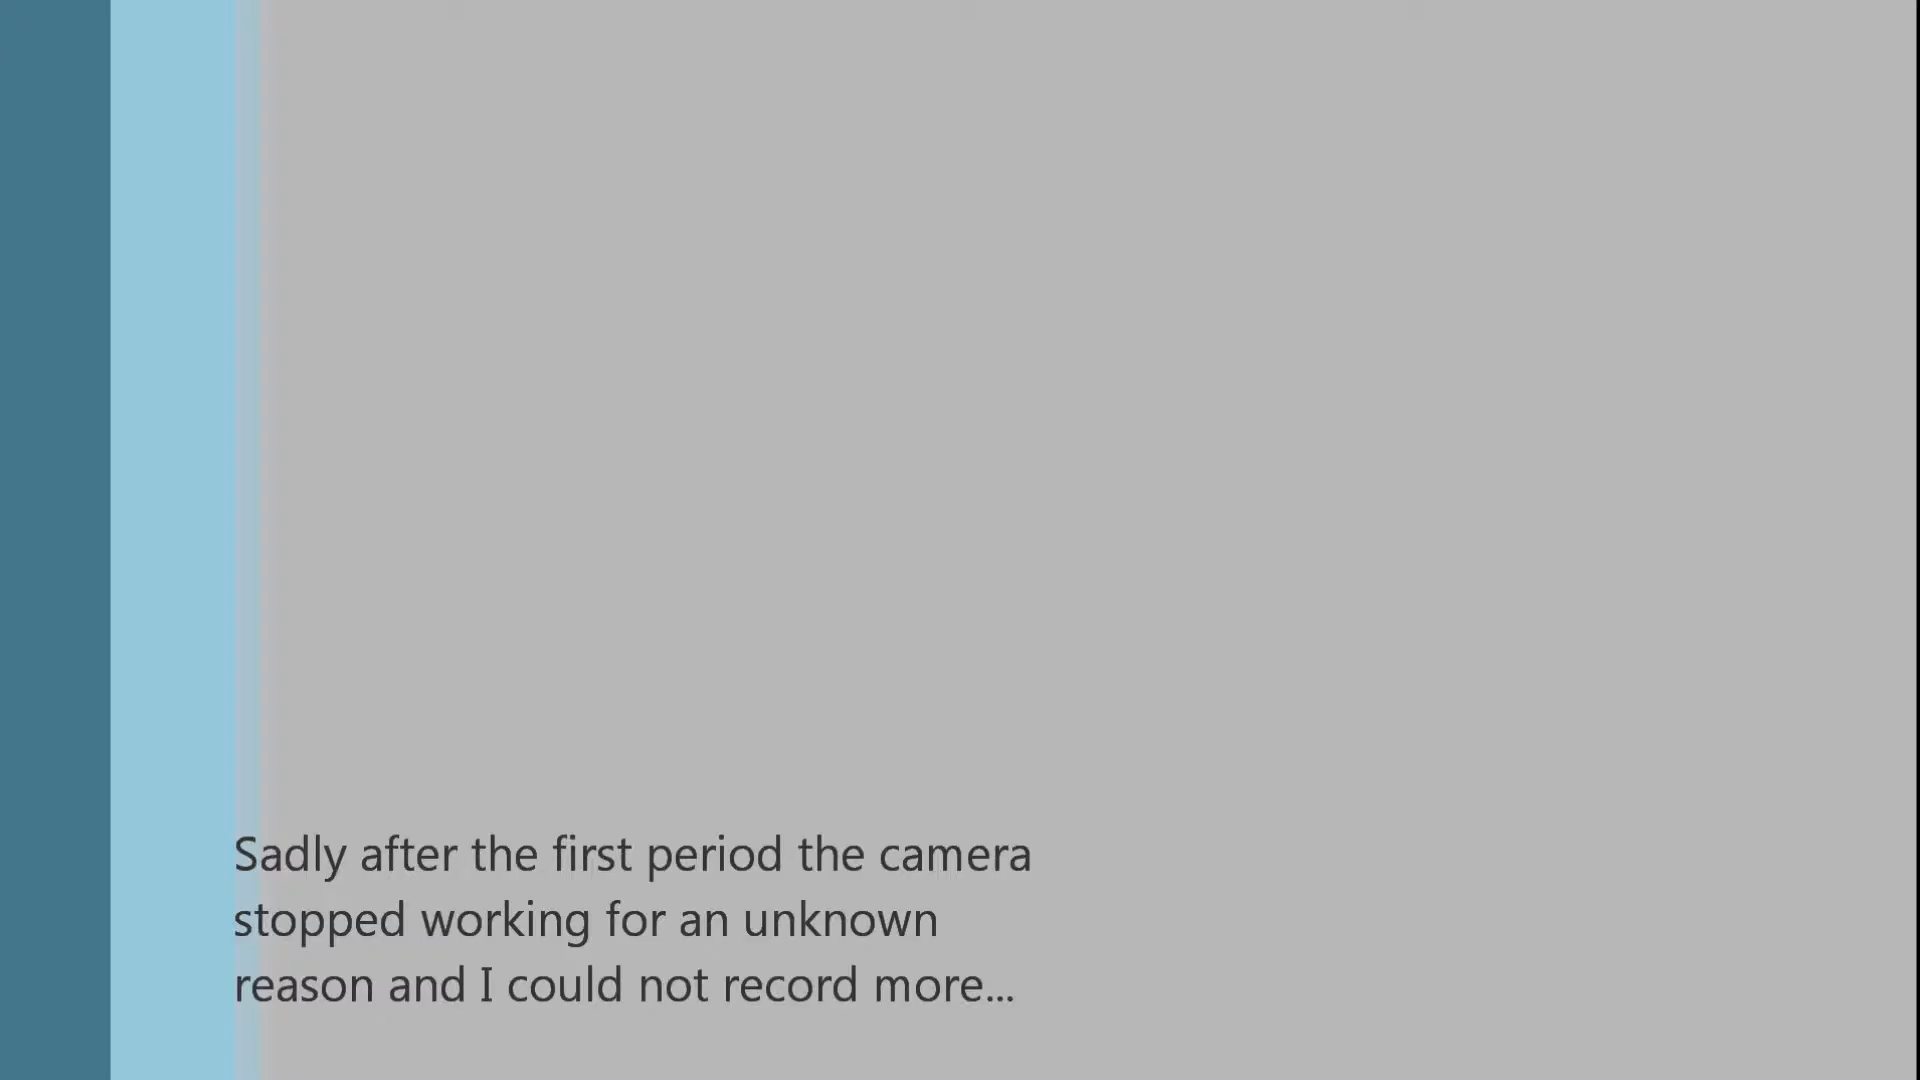 Sadly after the first period the camera
stopped working for an unknown
reason and I could not record more...